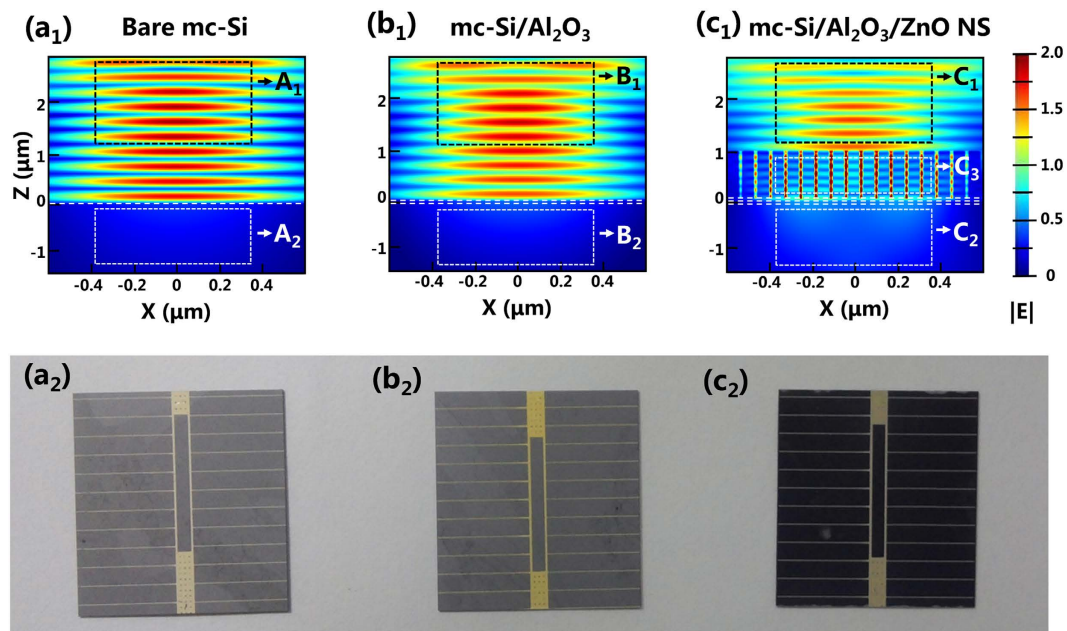 (a₁) Bare mc-Si
(b₁) mc-Si/Al₂O₃
(c₁) mc-Si/Al₂O₃/ZnO NS
Z (μm)
2
1
0
-1
A₁
A₂
-0.4 -0.2 0 0.2 0.4
X (μm)
2
1
0
-1
B₁
B₂
-0.4 -0.2 0 0.2 0.4
X (μm)
2
1
0
-1
C₁
C₃
C₂
-0.4 -0.2 0 0.2 0.4
X (μm)
2.0
1.5
1.0
0.5
0
|E|
(a₂)
(b₂)
(c₂)